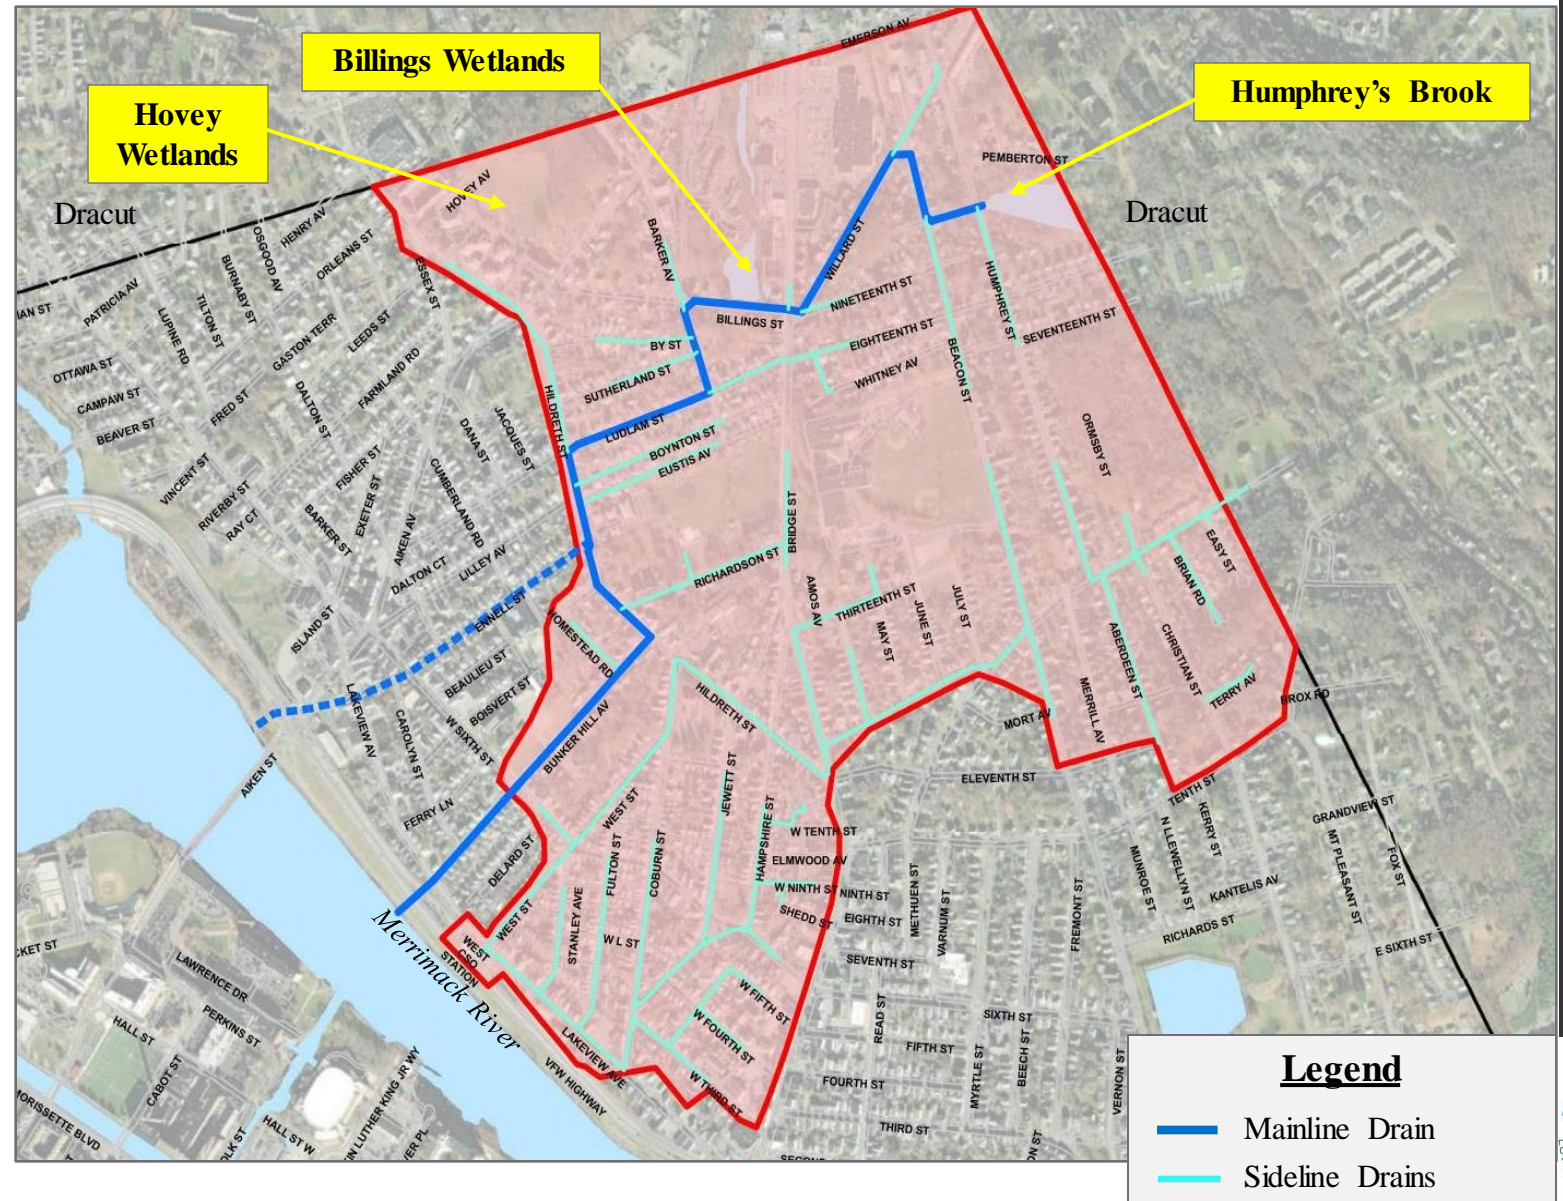 Billings Wetlands
Hovey
Wetlands
Humphrey's Brook
Dracut
Dracut
EMERSON AV
PEMBERTON ST
HOVEY AV
HENRY AV
OSGOOD AV
ORLEANS ST
BURNABY ST
ESSEX ST
PATRICIA AV
TILTON ST
LUPINE RD
GASTON TERR
LEEDS ST
BARKER AV
WILLARD ST
NINETEENTH ST
BILLINGS ST
HUMPHREY ST
SEVENTEENTH ST
EIGHTEENTH ST
BY ST
WHITNEY AV
BEACON ST
SUTHERLAND ST
OTTAWA ST
CAMPAW ST
BEAVER ST
FRED ST
DALTON ST
FARMLAND RD
HILDRETH ST
LUDLAM ST
BOYNTON ST
EUSTIS AV
ORMSBY ST
DANA ST
JACQUES ST
VINCENT ST
RIVERBY ST
RAY CT
FISHER ST
EXETER ST
CUMBERLAND RD
BARKER ST
AIKEN AV
BRIDGE ST
EASY ST
DALTON CT
LILLEY AV
RICHARDSON ST
BRIAN RD
AMOS AV
THIRTEENTH ST
JUNE ST
JULY ST
MAY ST
ISLAND ST
ENNELL ST
HOMESTEAD RD
ABERDEEN ST
CHRISTIAN ST
BEAULIEU ST
BOISVERT ST
HILDRETH ST
MERRILL AV
TERRY AV
BROX RD
LAKEVIEW AV
CAROLYN ST
W SIXTH ST
BUNKER HILL AV
MORT AV
AIKEN ST
JEWETT ST
ELEVENTH ST
TENTH ST
FERRY LN
WEST ST
HAMPSHIRE ST
W TENTH ST
GRANDVIEW ST
KERRY ST
N LLEWELLYN ST
MT PLEASANT ST
FOX ST
DELARD ST
FULTON ST
COBURN ST
ELMWOOD AV
MUNROE ST
KANTELIS AV
W NINTH ST
NINTH ST
METHUEN ST
VARNUM ST
FREMONT ST
SHEDD ST
EIGHTH ST
RICHARDS ST
E SIXTH ST
WEST ST
STANLEY AVE
W L ST
SEVENTH ST
WEST
CSO
STATION
Merrimack River
LAWRENCE DR
PERKINS ST
HALL ST
CABOT ST
W FIFTH ST
W FOURTH ST
READ ST
SIXTH ST
FIFTH ST
MYRTLE ST
BEECH ST
VERNON ST
LAKEVIEW AVE
VFW HIGHWAY
W THIRD ST
FOURTH ST
THIRD ST
HALL ST W
Legend
Mainline Drain
Sideline Drains